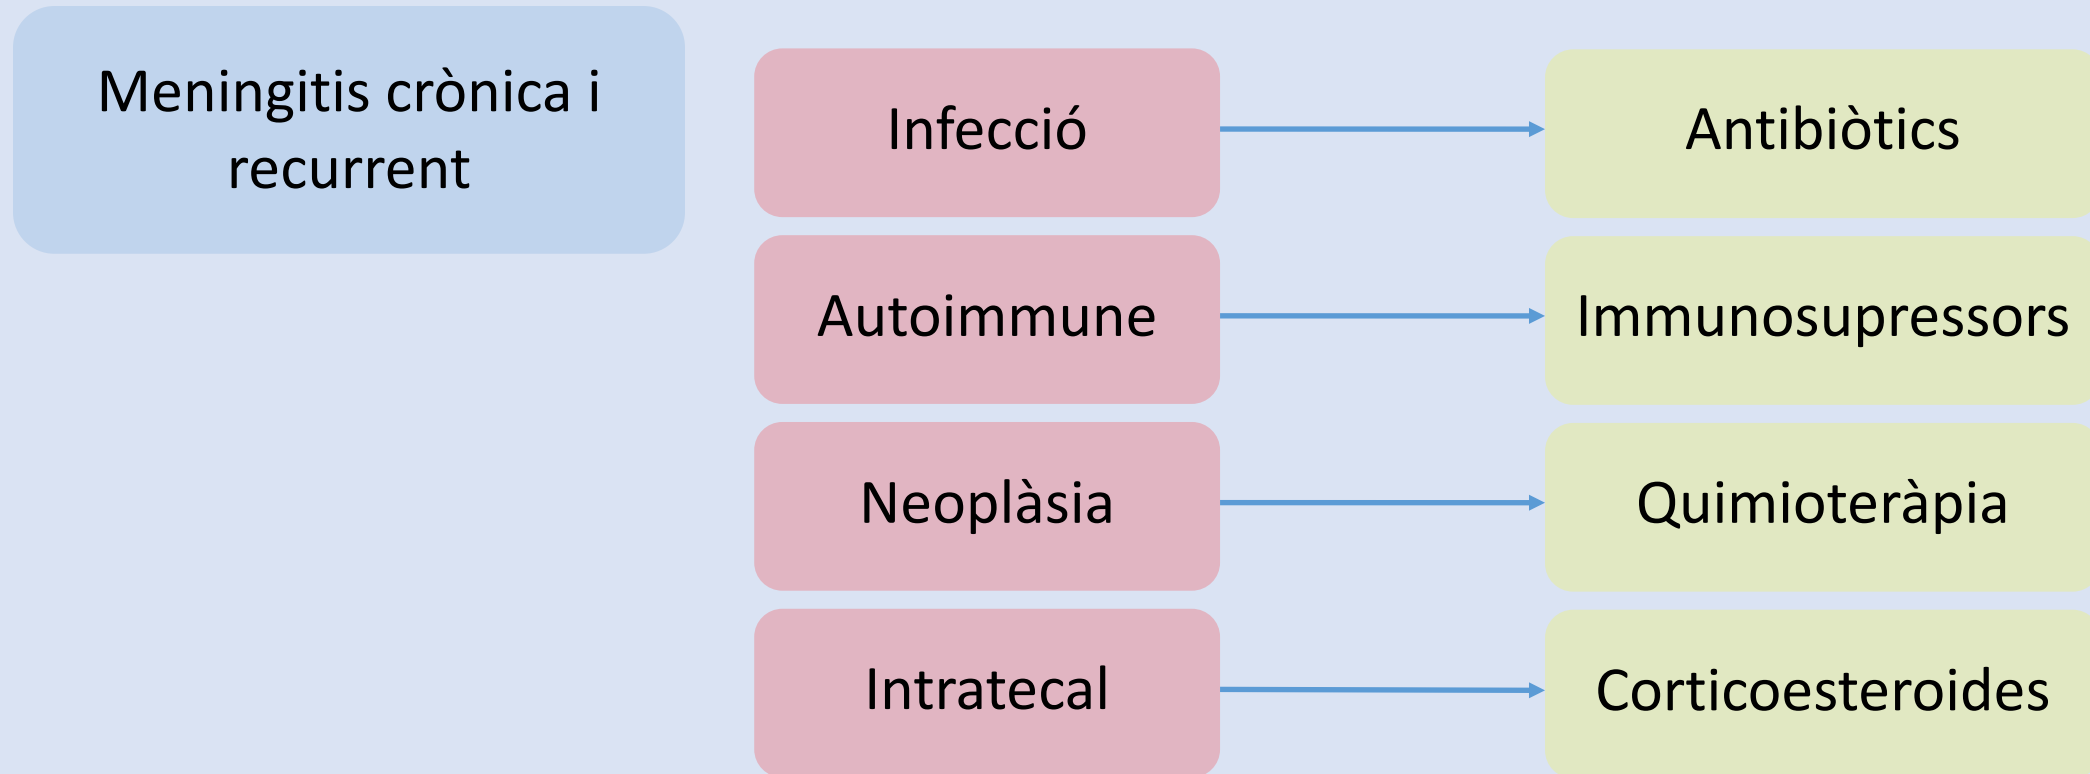 Meningitis crònica i
recurrent
Infecció
Antibiòtics
Autoimmune
Immunosupressors
Neoplàsia
Quimioteràpia
Intratecal
Corticoesteroides